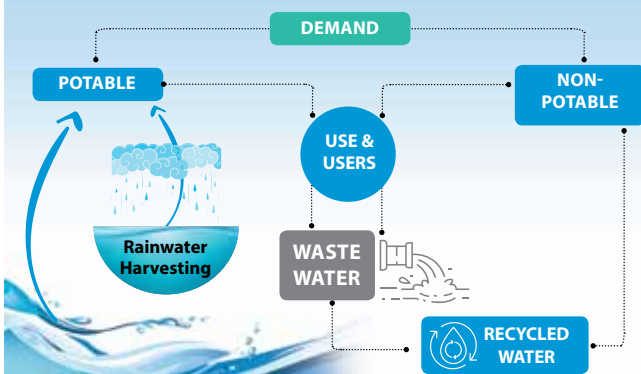 DEMAND
POTABLE
NON-
POTABLE
USE &
USERS
Rainwater
Harvesting
WASTE
WATER
RECYCLED
WATER